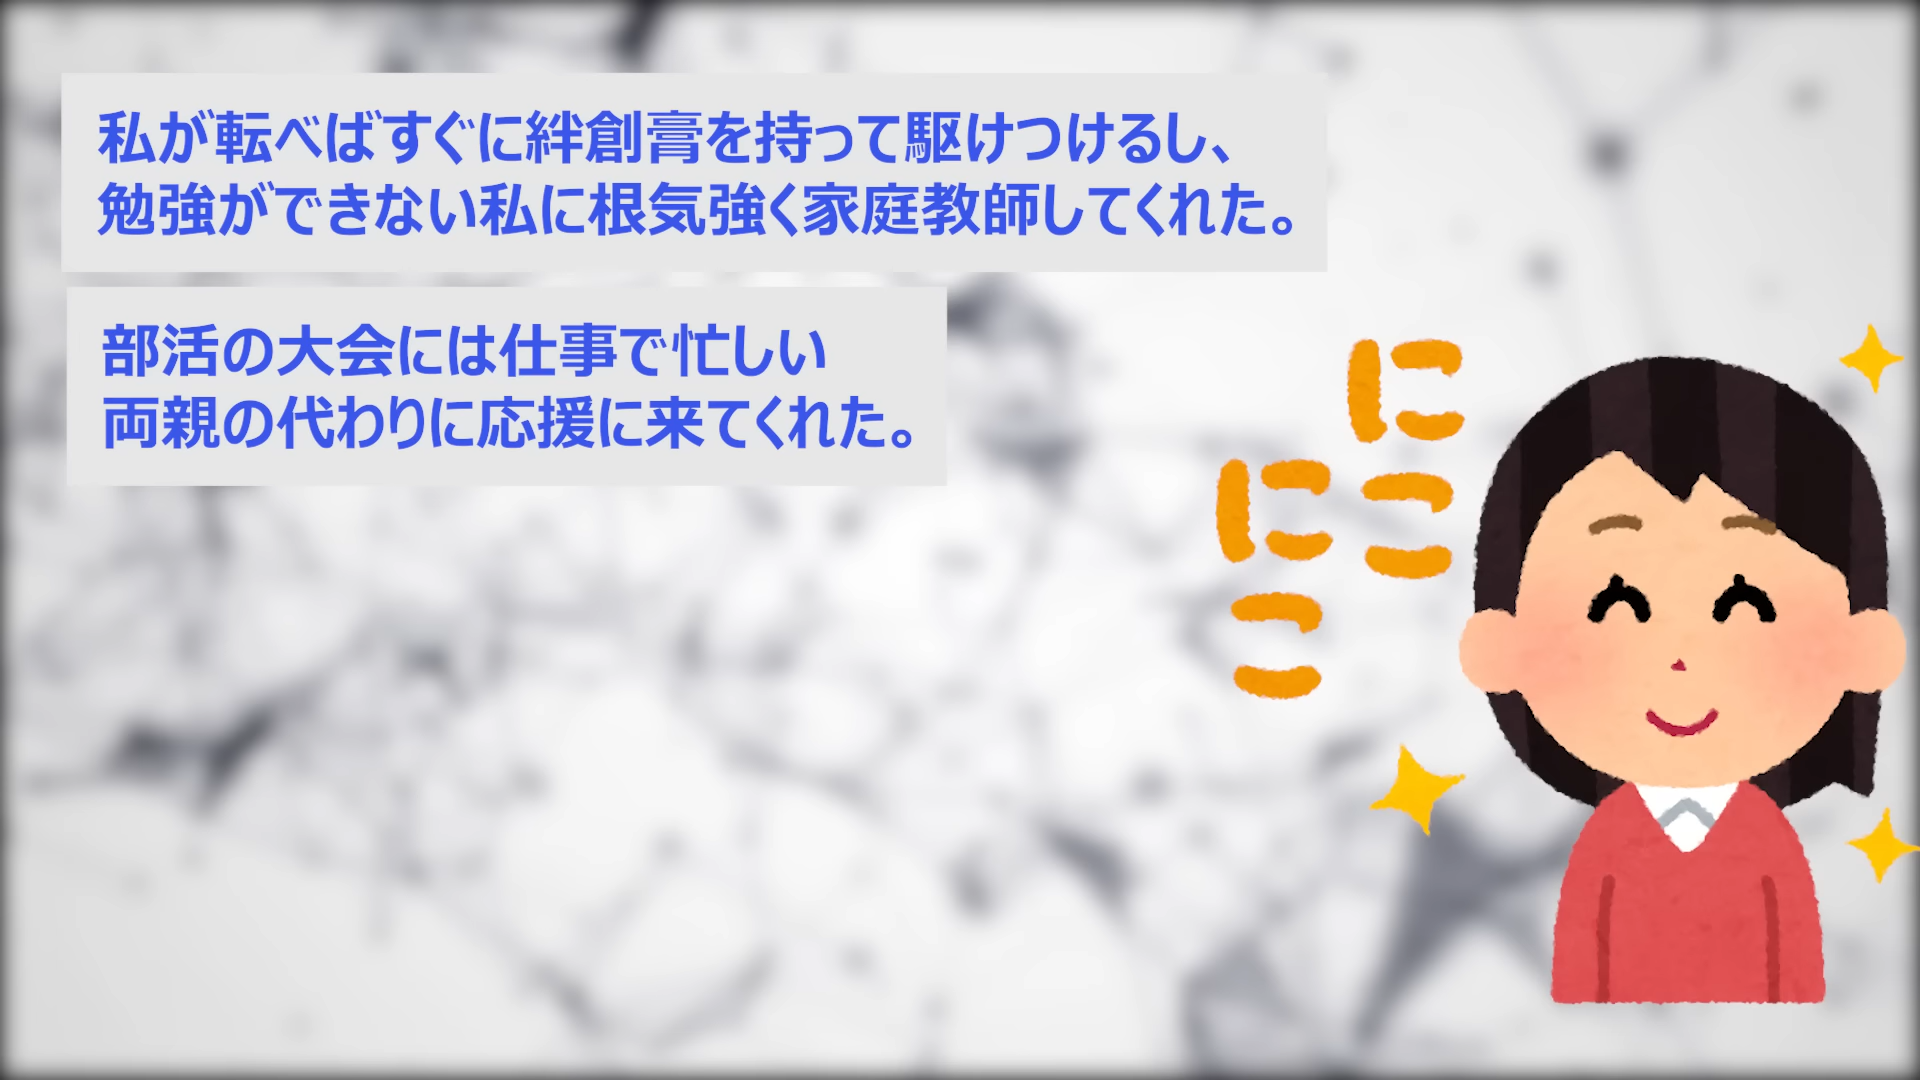 私が転べばすぐに絆創膏を持って駆けつけるし、
勉強ができない私に根気強く家庭教師してくれた。
部活の大会には仕事で忙しい
両親の代わりに応援に来てくれた。
にこ
にこ